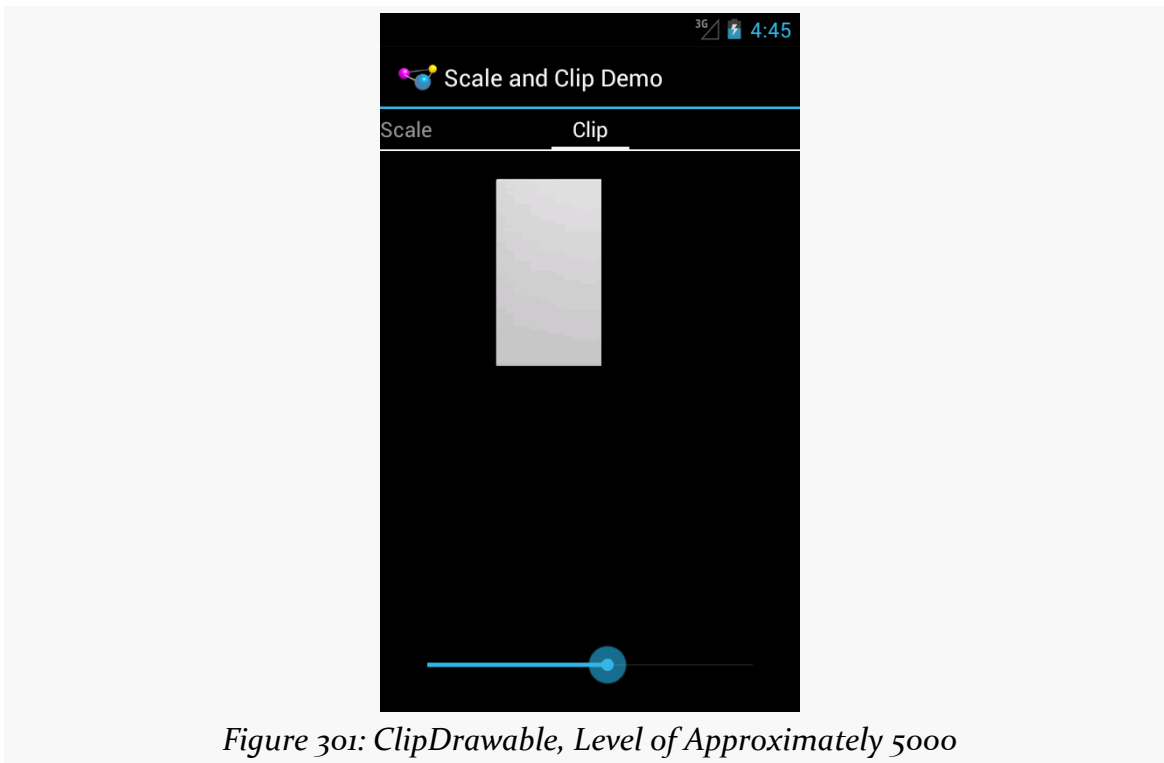 3G 4:45
Scale and Clip Demo
Scale Clip
Figure 301: ClipDrawable, Level of Approximately 5000